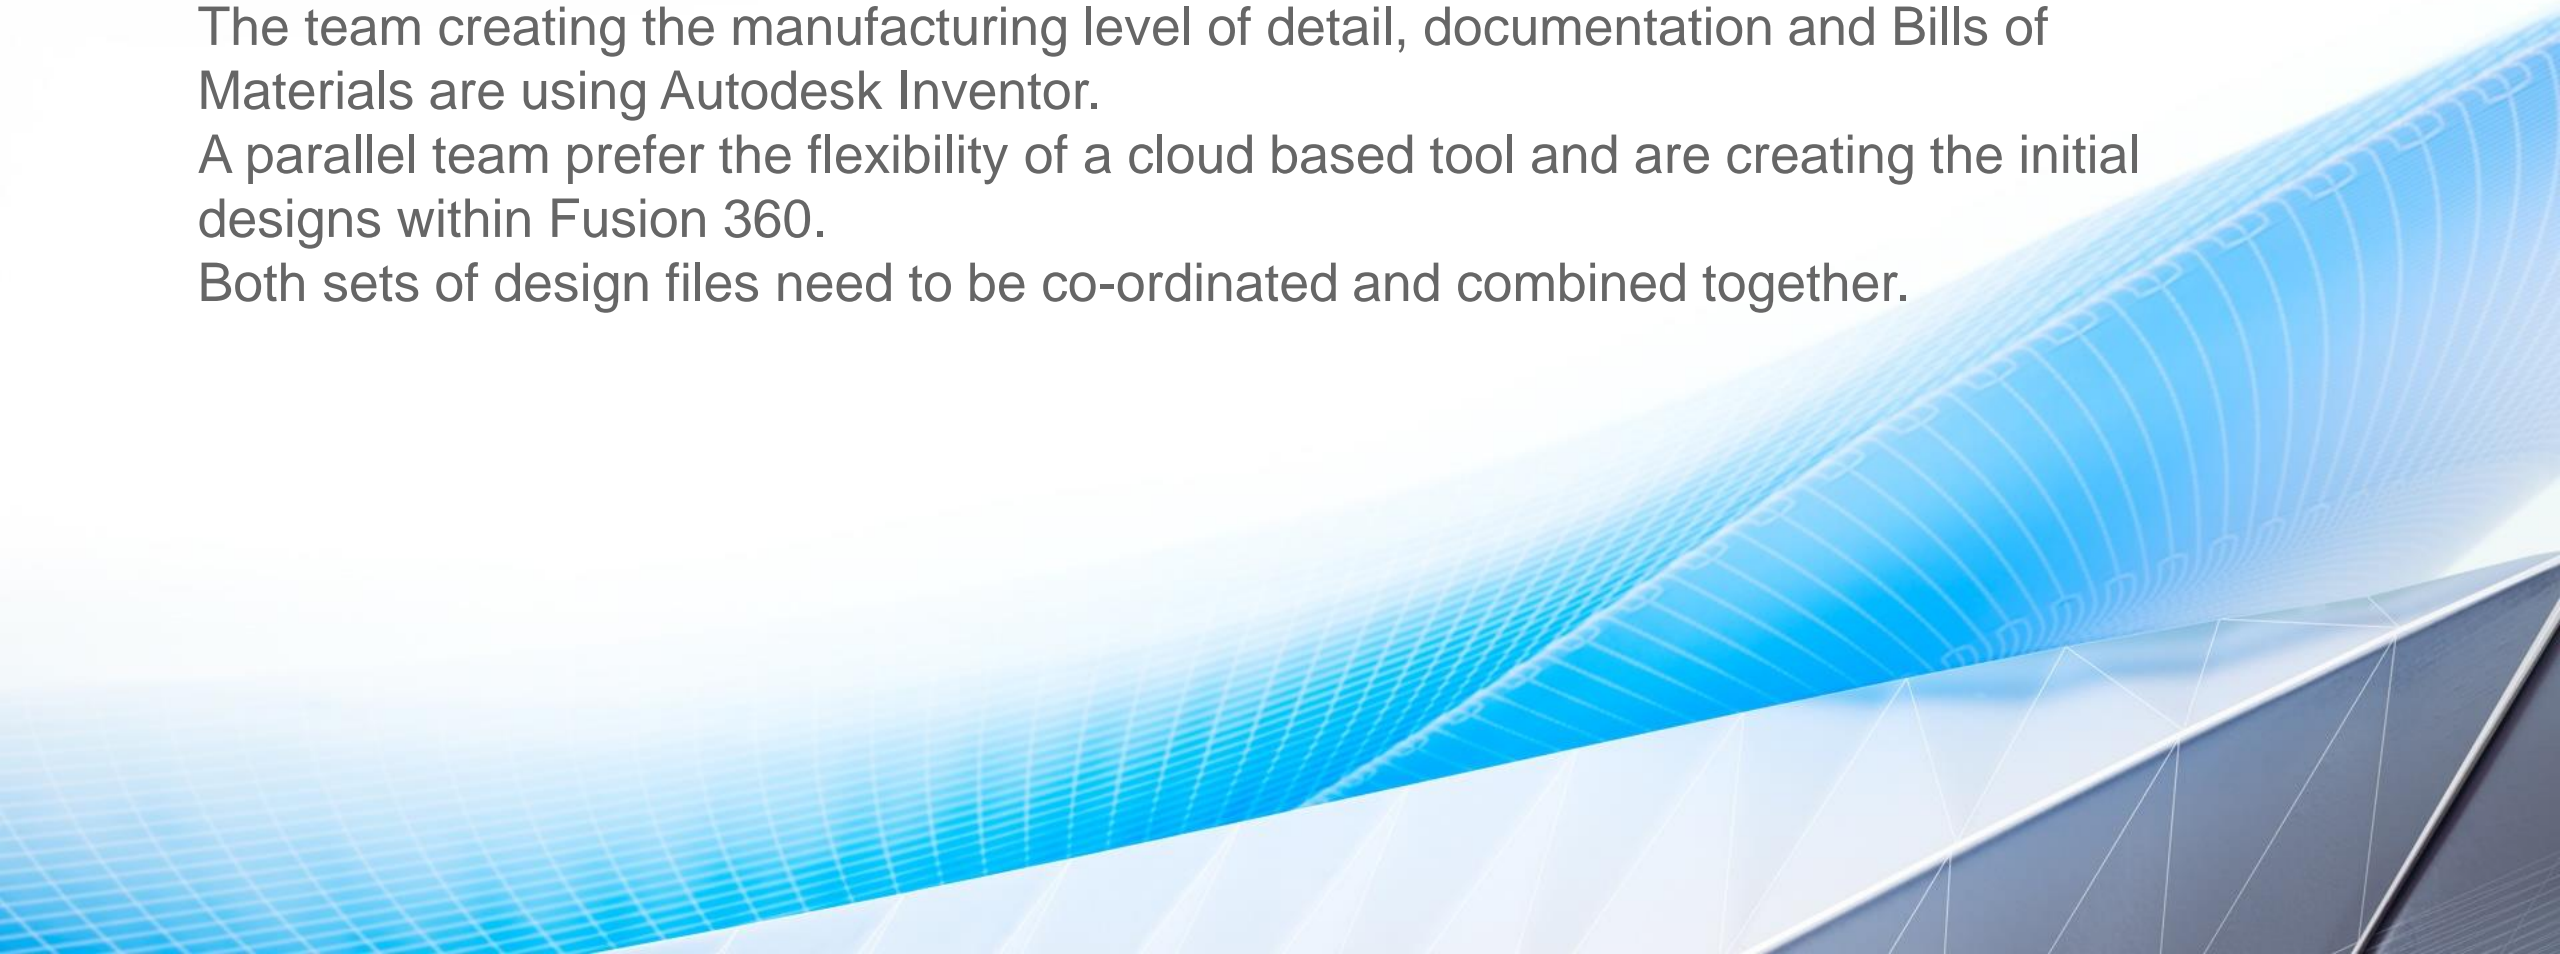 The team creating the manufacturing level of detail, documentation and Bills of
Materials are using Autodesk Inventor.
A parallel team prefer the flexibility of a cloud based tool and are creating the initial
designs within Fusion 360.
Both sets of design files need to be co-ordinated and combined together.